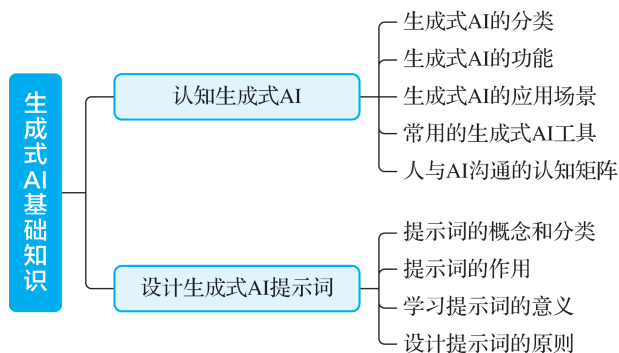 生成式AI基础知识
认知生成式AI
生成式AI的分类
生成式AI的功能
生成式AI的应用场景
常用的生成式AI工具
人与AI沟通的认知矩阵
设计生成式AI提示词
提示词的概念和分类
提示词的作用
学习提示词的意义
设计提示词的原则